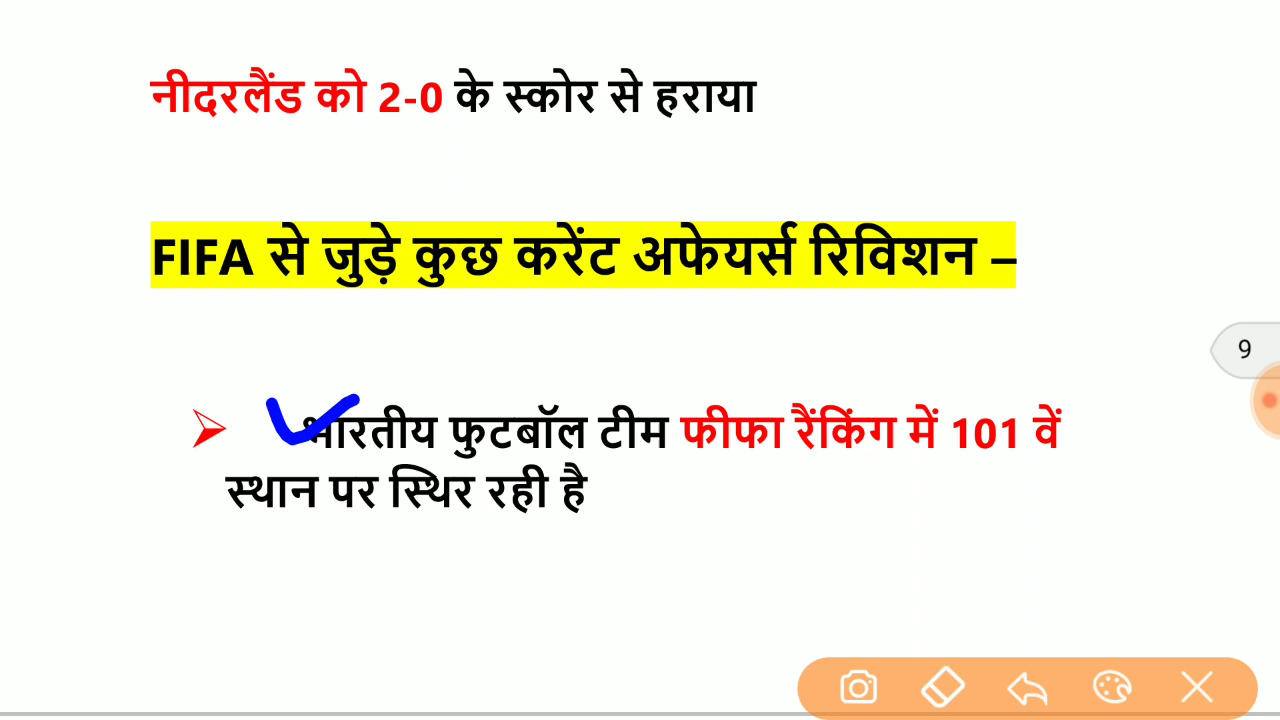 नीदरलैंड को 2-0 के स्कोर से हराया
FIFA से जुड़े कुछ करेंट अफेयर्स रिविशन –
भारतीय फुटबॉल टीम फीफा रैंकिंग में 101 वें
स्थान पर स्थिर रही है
9